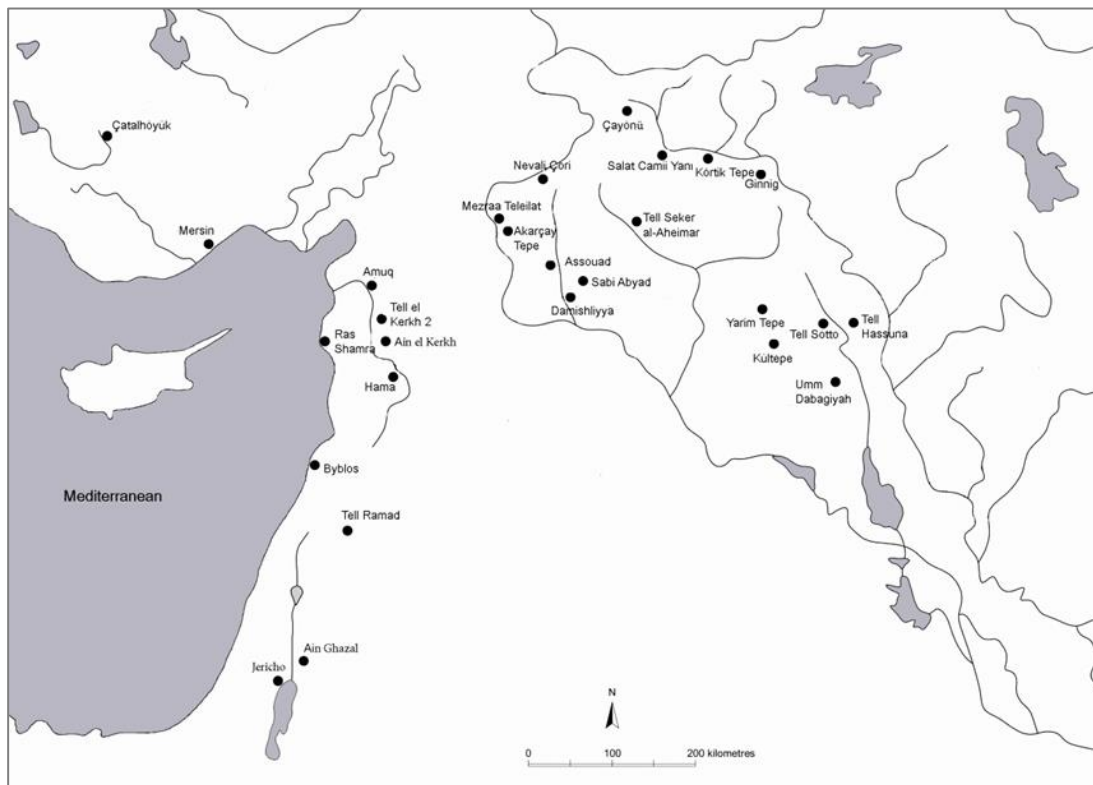 Çatalhöyük
Çayönü
Salat Camii Yanı
Körtik Tepe
Ginnig
Nevalı Çori
Mezraa Teleilat
Akarçay
Tepe
Tell Seker
al-Aheimar
Mersin
Assouad
Amuq
Sabi Abyad
Damishliyya
Tell el
Kerkh 2
Yarim Tepe
Tell Sotto
Tell
Hassuna
Ras
Shamra
Ain el Kerkh
Kültepe
Hama
Umm
Dabagiyah
Byblos
Mediterranean
Tell Ramad
Ain Ghazal
Jericho
N
0 100 200 kilometres